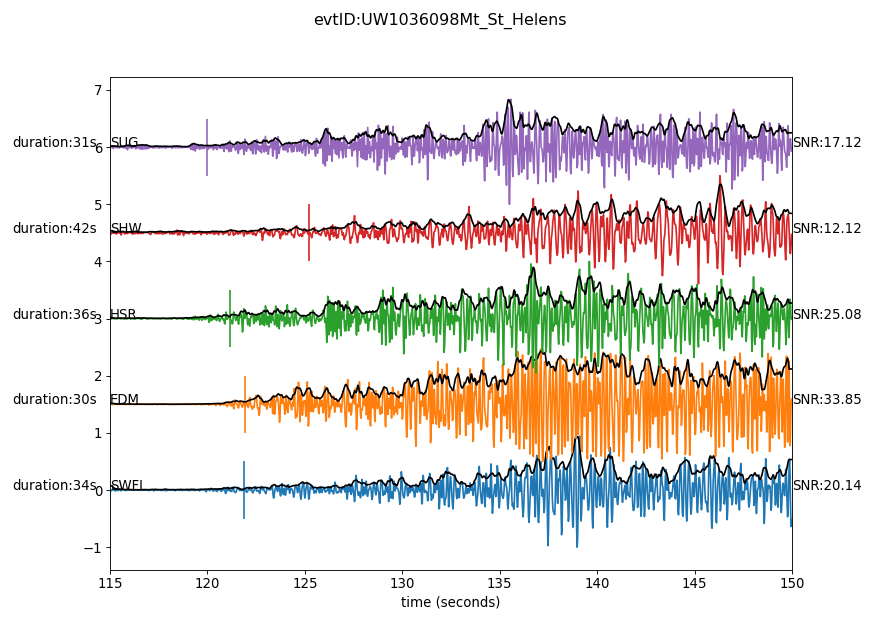 evtID:UW1036098Mt_St_Helens
7
duration:31s SUG SNR:17.12
6
5
duration:42s SHW SNR:12.12
4
duration:36s HSR SNR:25.08
3
2
duration:30s EDM SNR:33.85
1
duration:34s SWFL SNR:20.14
0
−1
115 120 125 130 135 140 145 150
time (seconds)